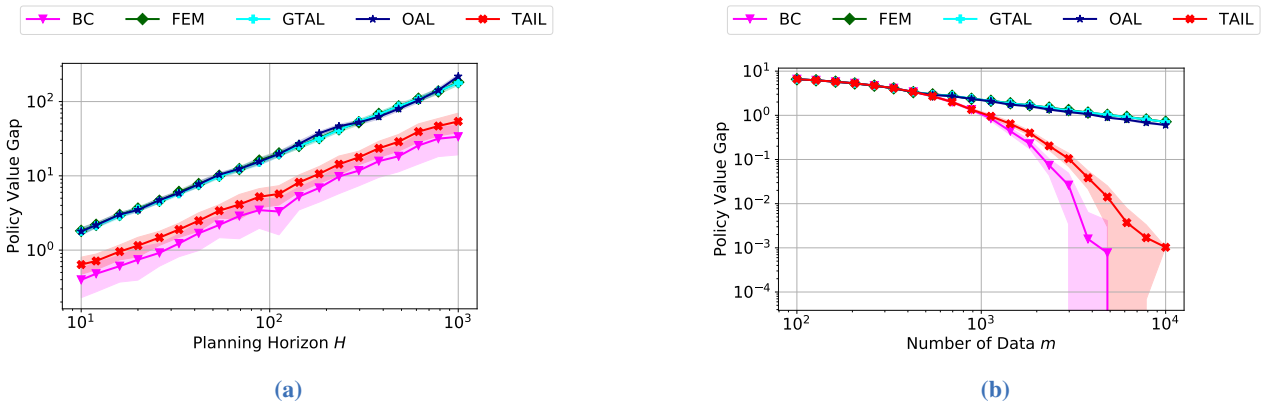 BC FEM GTAL OAL TAIL
10² 10¹ 10⁰
Policy Value Gap
10¹ 10² 10³
Planning Horizon H
(a)
BC FEM GTAL OAL TAIL
10¹ 10⁰ 10⁻¹ 10⁻² 10⁻³ 10⁻⁴
Policy Value Gap
10² 10³ 10⁴
Number of Data m
(b)